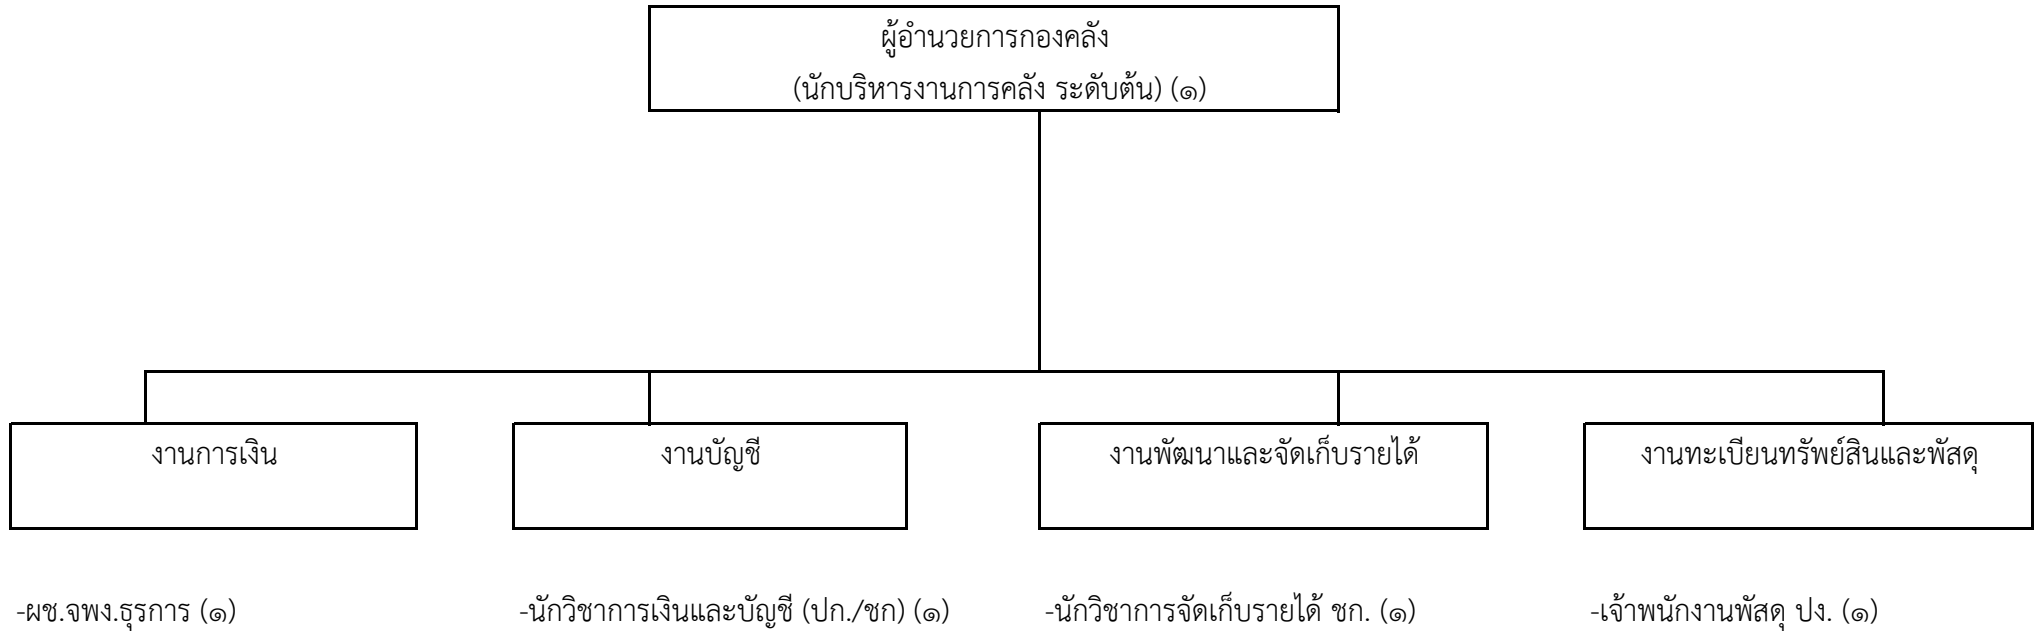 ผู้อำนวยการกองคลัง
(นักบริหารงานการคลัง ระดับต้น) (๑)
งานการเงิน
งานบัญชี
งานพัฒนาและจัดเก็บรายได้
งานทะเบียนทรัพย์สินและพัสดุ
-ผช.จพง.ธุรการ (๑)
-นักวิชาการเงินและบัญชี (ปก./ชก) (๑)
-นักวิชาการจัดเก็บรายได้ ชก. (๑)
-เจ้าพนักงานพัสดุ ปง. (๑)